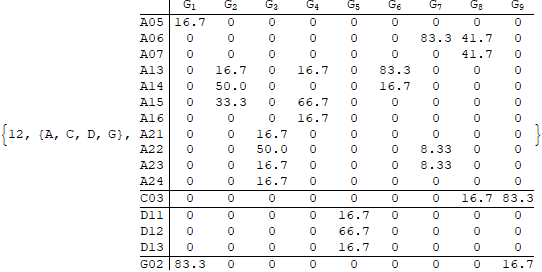 G1 G2 G3 G4 G5 G6 G7 G8 G9
A05 16.7 0 0 0 0 0 0 0 0
A06 0 0 0 0 0 0 83.3 41.7 0
A07 0 0 0 0 0 0 0 41.7 0
A13 0 16.7 0 16.7 0 83.3 0 0 0
A14 0 50.0 0 0 0 16.7 0 0 0
A15 0 33.3 0 66.7 0 0 0 0 0
A16 0 0 0 16.7 0 0 0 0 0
{12, {A, C, D, G}, A21 0 0 16.7 0 0 0 0 0 0 }
A22 0 0 50.0 0 0 0 8.33 0 0
A23 0 0 16.7 0 0 0 8.33 0 0
A24 0 0 16.7 0 0 0 0 0 0
C03 0 0 0 0 0 0 0 16.7 83.3
D11 0 0 0 0 16.7 0 0 0 0
D12 0 0 0 0 66.7 0 0 0 0
D13 0 0 0 0 16.7 0 0 0 0
G02 83.3 0 0 0 0 0 0 0 16.7